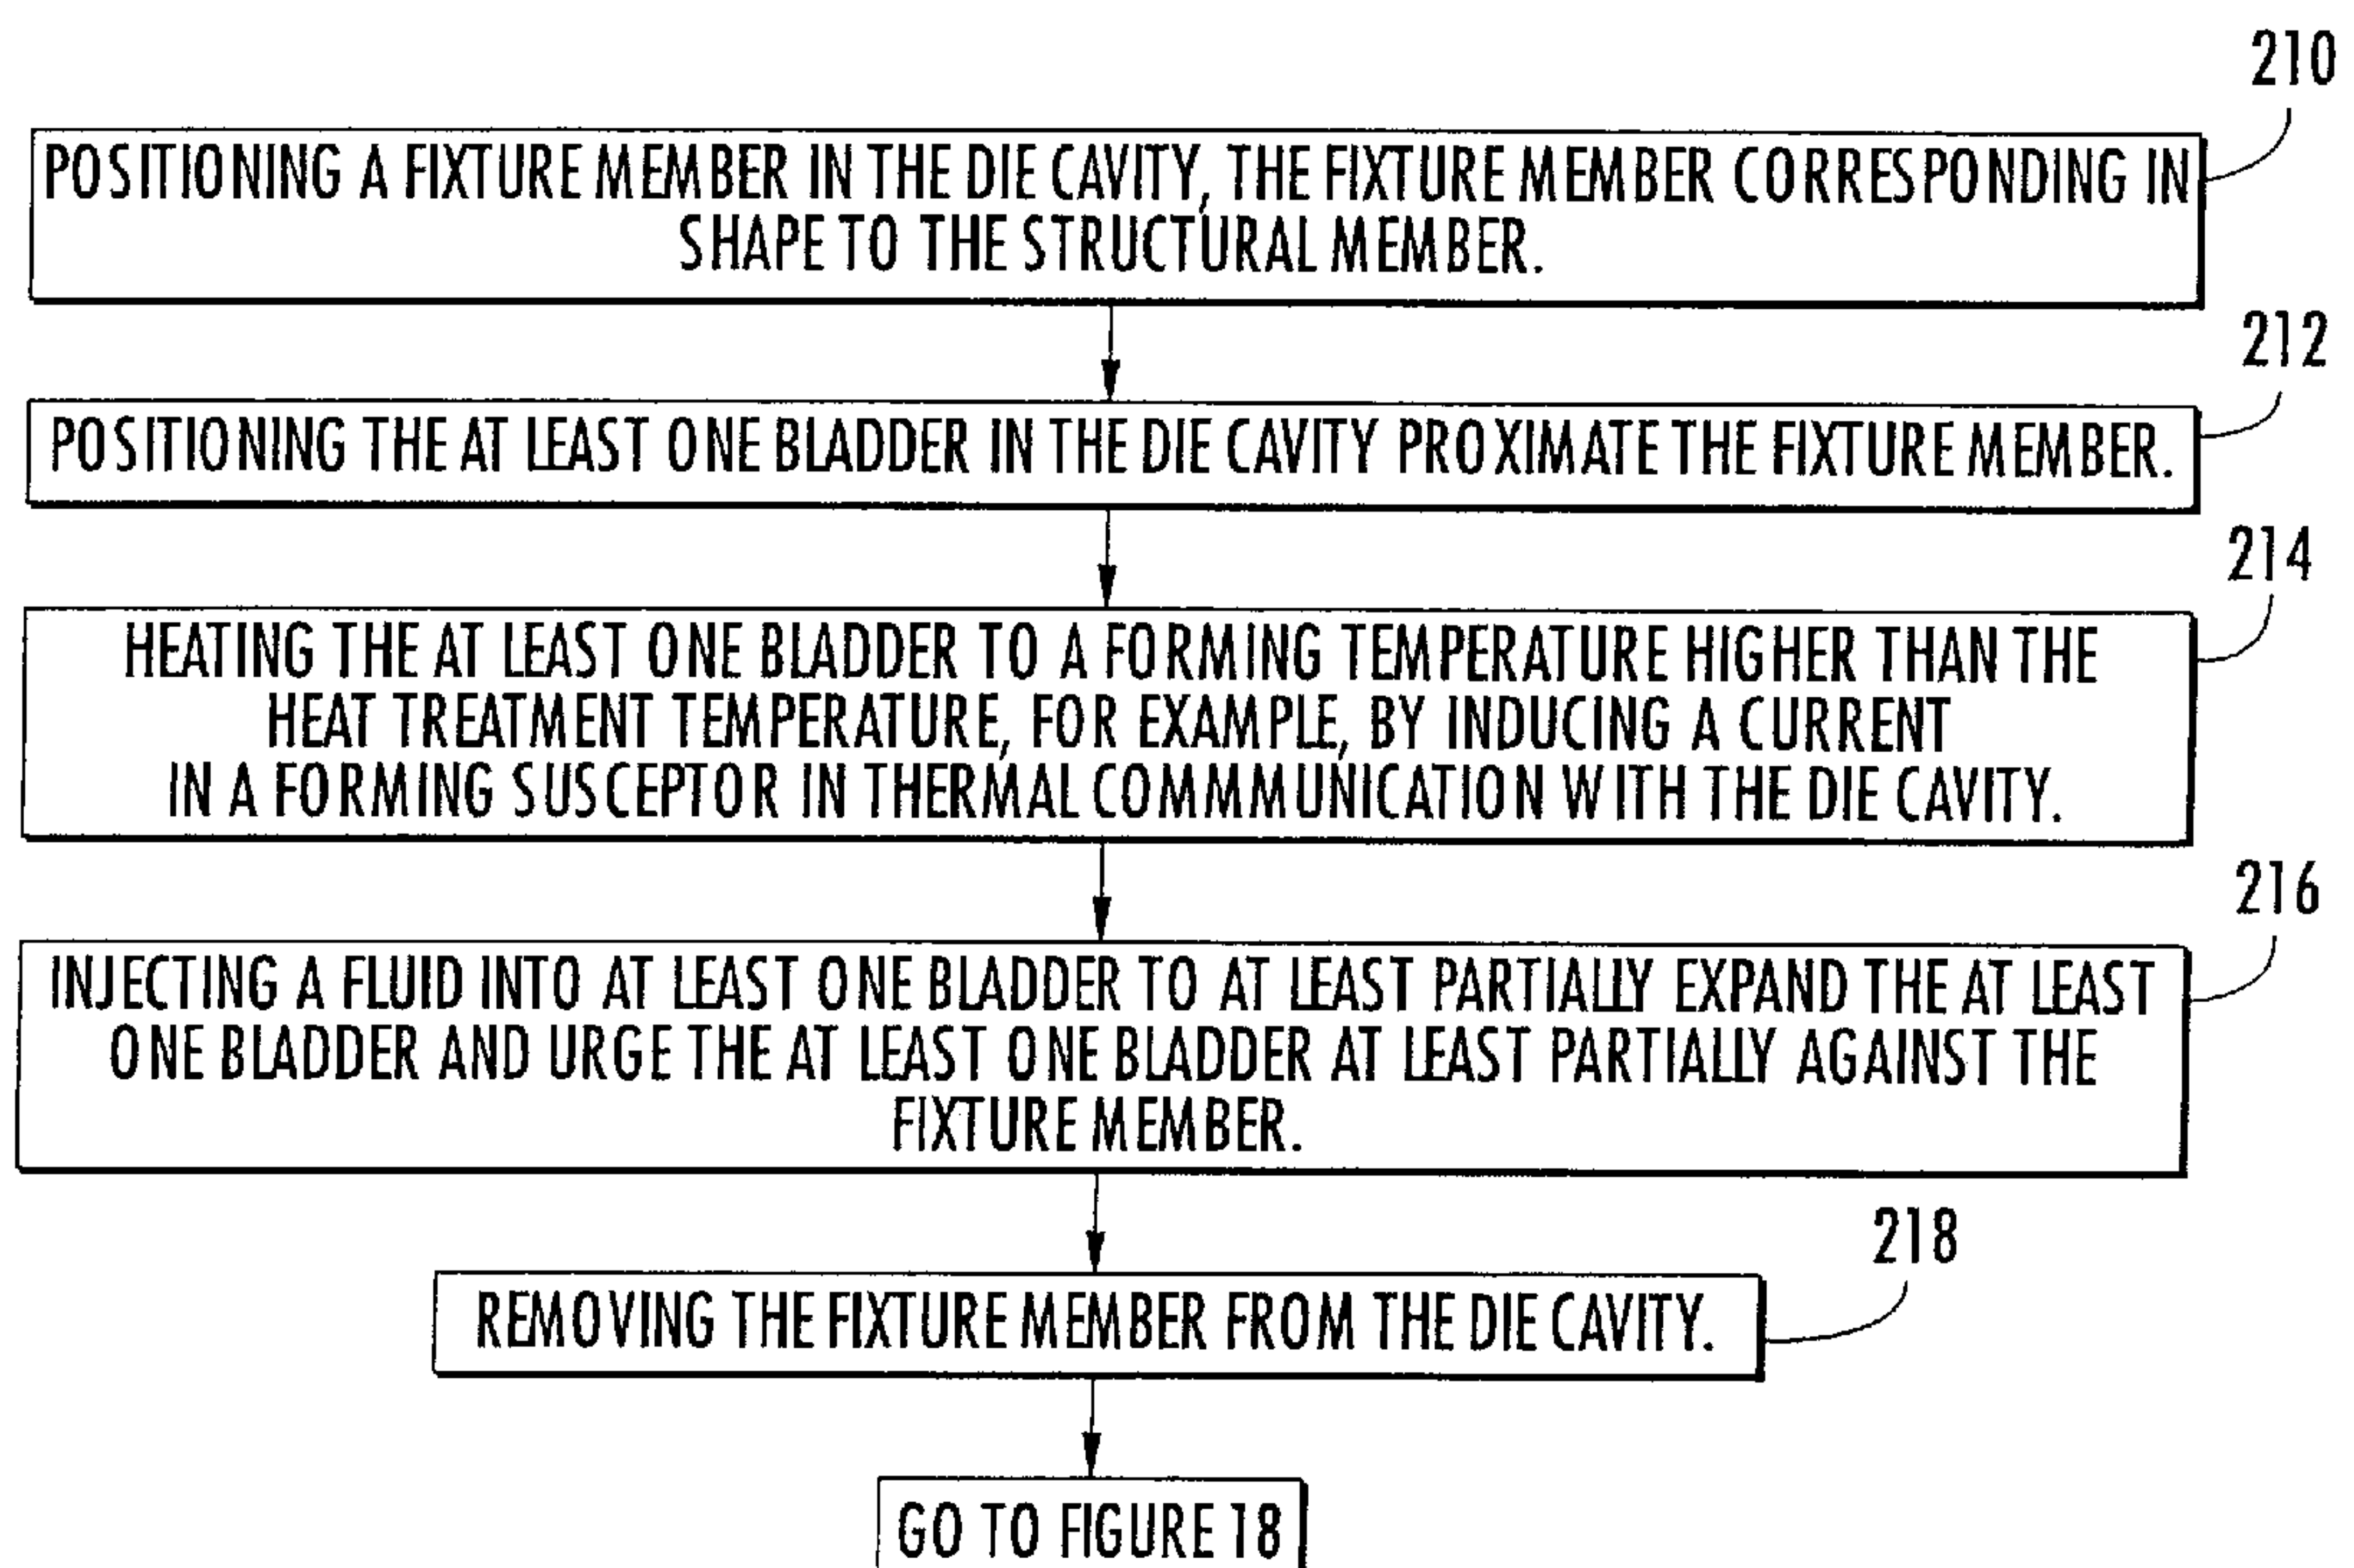 210
POSITIONING A FIXTURE MEMBER IN THE DIE CAVITY, THE FIXTURE MEMBER CORRESPONDING IN
SHAPE TO THE STRUCTURAL MEMBER.
212
POSITIONING THE AT LEAST ONE BLADDER IN THE DIE CAVITY PROXIMATE THE FIXTURE MEMBER.
214
HEATING THE AT LEAST ONE BLADDER TO A FORMING TEMPERATURE HIGHER THAN THE
HEAT TREATMENT TEMPERATURE, FOR EXAMPLE, BY INDUCING A CURRENT
IN A FORMING SUSCEPTOR IN THERMAL COMMMUNICATION WITH THE DIE CAVITY.
216
INJECTING A FLUID INTO AT LEAST ONE BLADDER TO AT LEAST PARTIALLY EXPAND THE AT LEAST
ONE BLADDER AND URGE THE AT LEAST ONE BLADDER AT LEAST PARTIALLY AGAINST THE
FIXTURE MEMBER.
218
REMOVING THE FIXTURE MEMBER FROM THE DIE CAVITY.
GO TO FIGURE 18